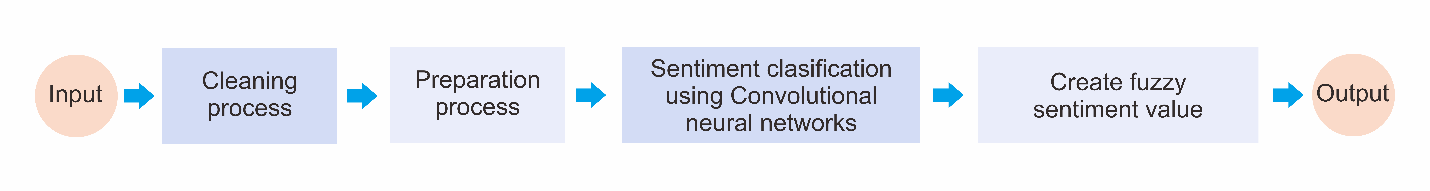 Input
Cleaning
process
Preparation
process
Sentiment clasification
using Convolutional
neural networks
Create fuzzy
sentiment value
Output